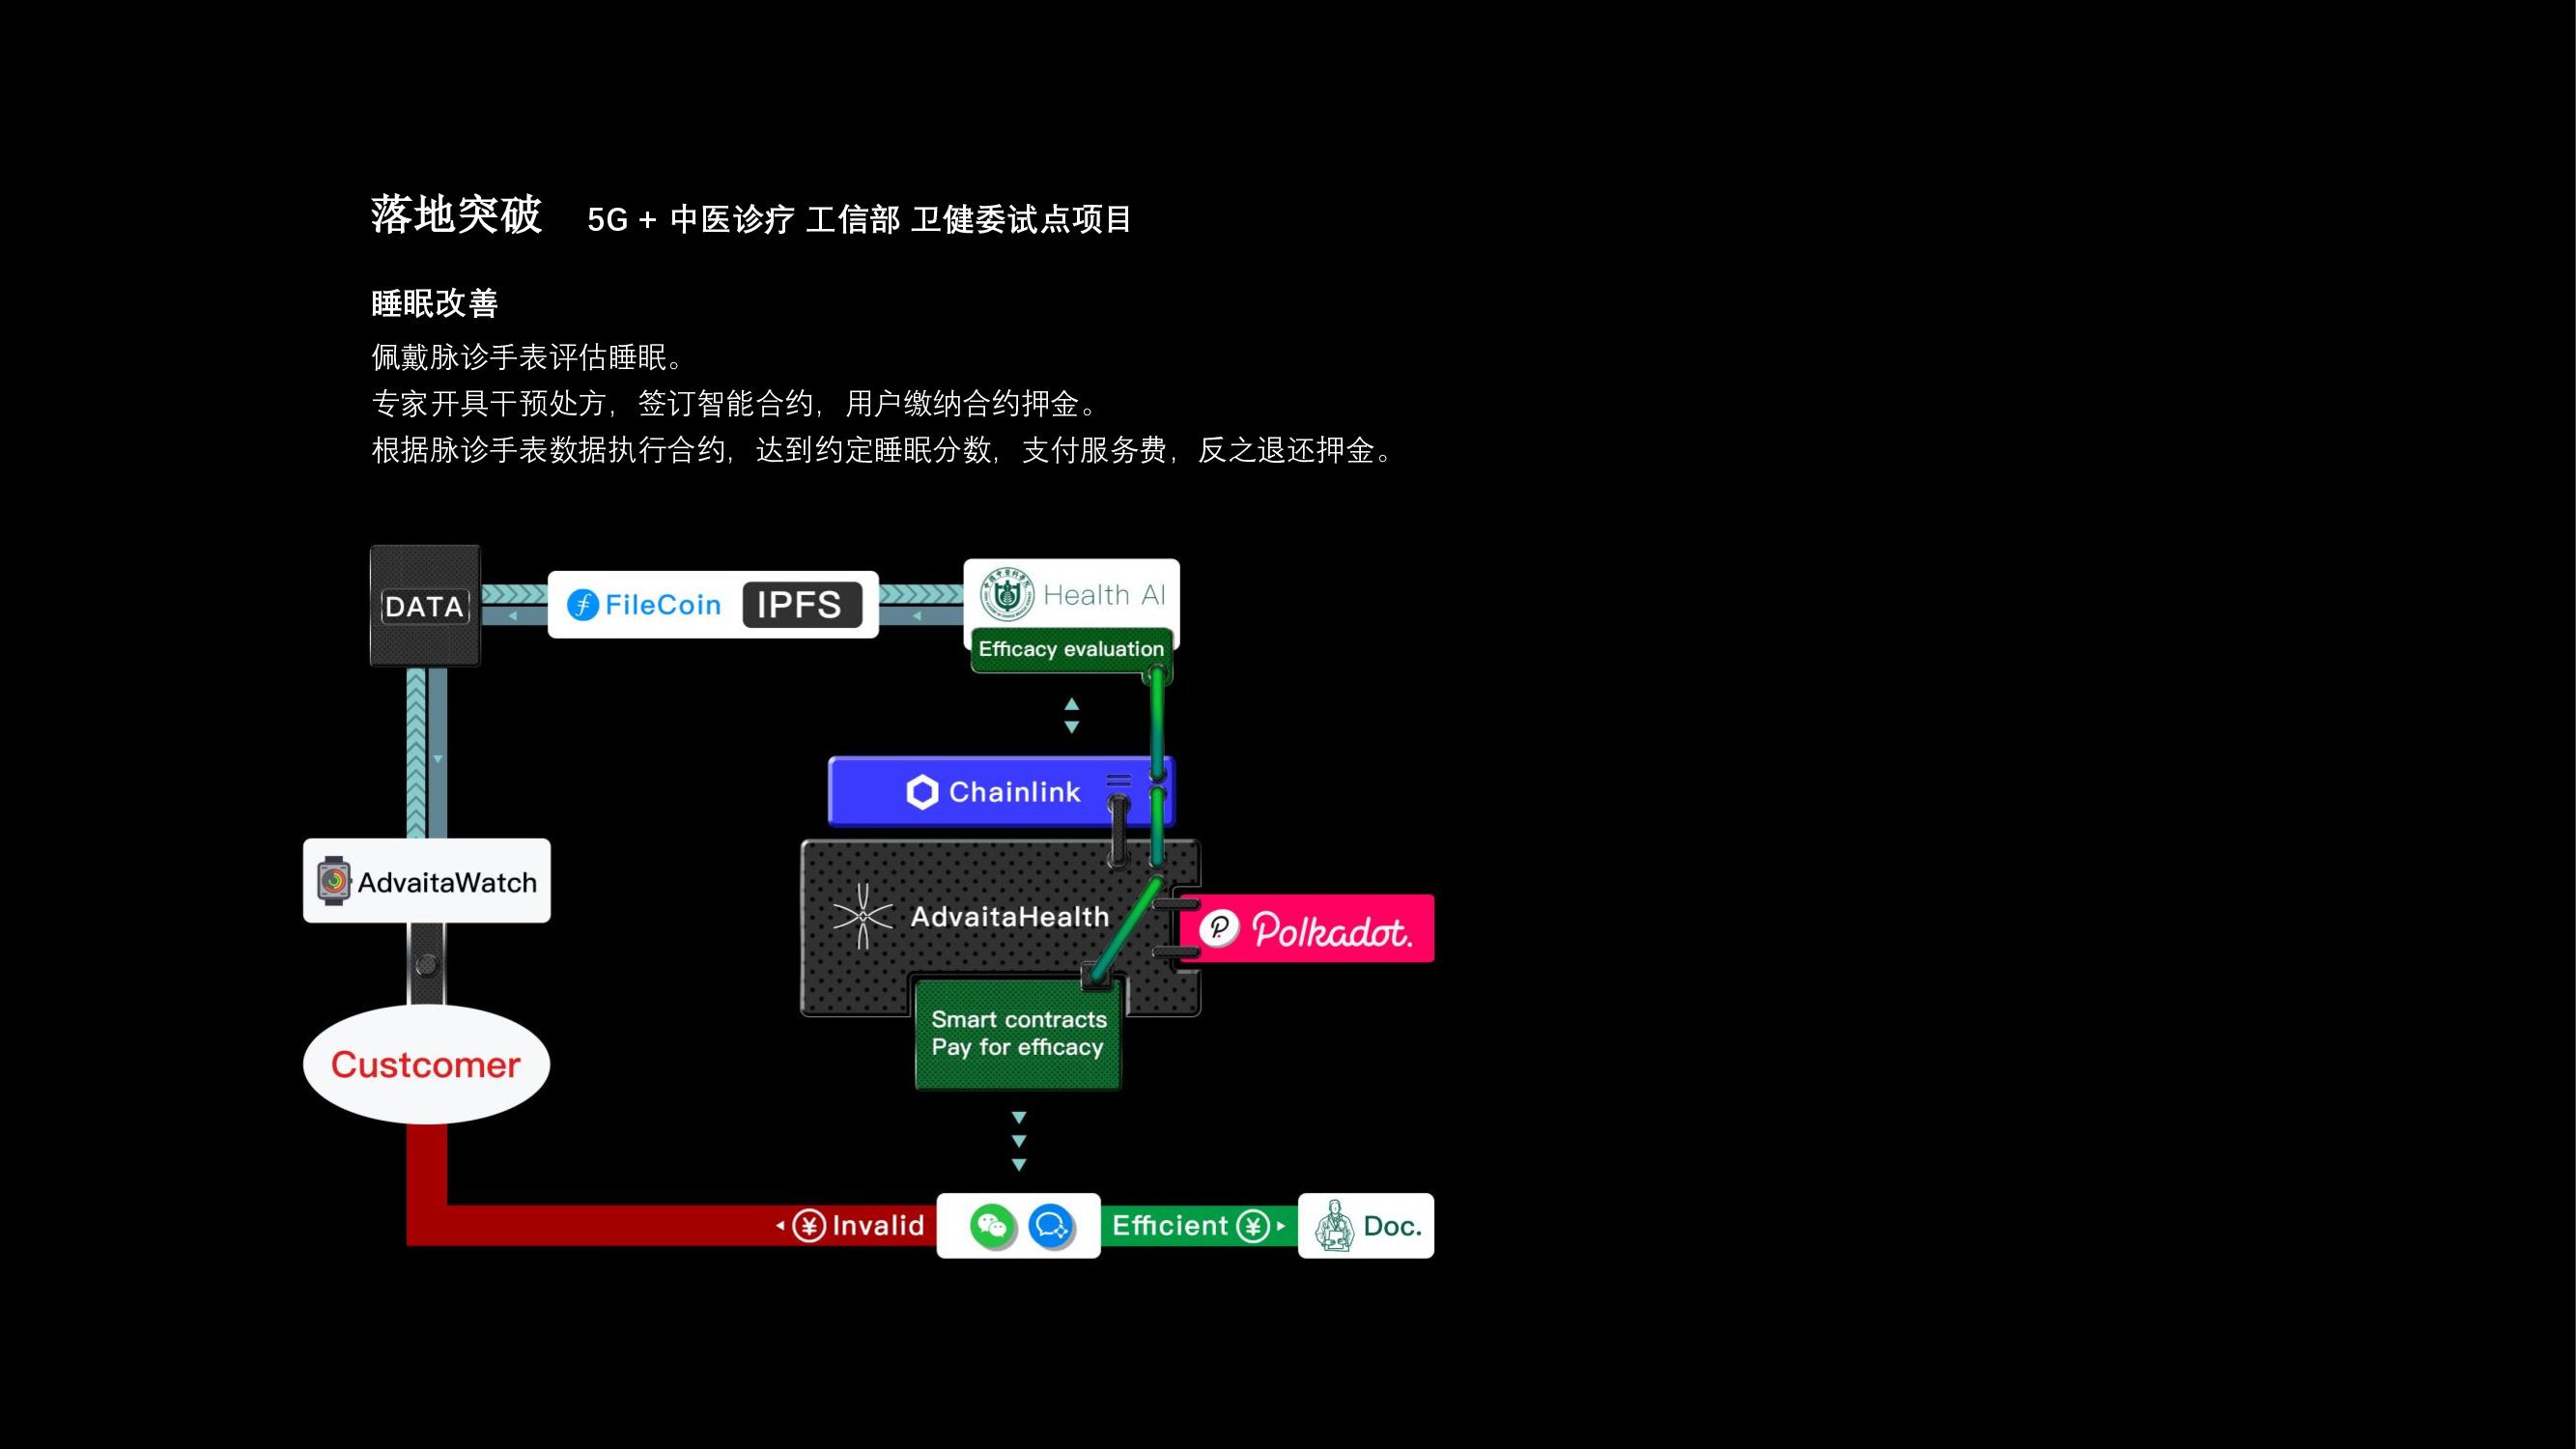 落地突破 5G + 中医诊疗 工信部 卫健委试点项目
睡眠改善
佩戴脉诊手表评估睡眠。
专家开具干预处方，签订智能合约，用户缴纳合约押金。
根据脉诊手表数据执行合约，达到约定睡眠分数，支付服务费，反之退还押金。
DATA
FileCoin
IPFS
Health AI
Efficacy evaluation
Chainlink
AdvaitaWatch
AdvaitaHealth
Polkadot.
Smart contracts
Pay for efficacy
Custcomer
¥ Invalid
Efficient ¥
Doc.